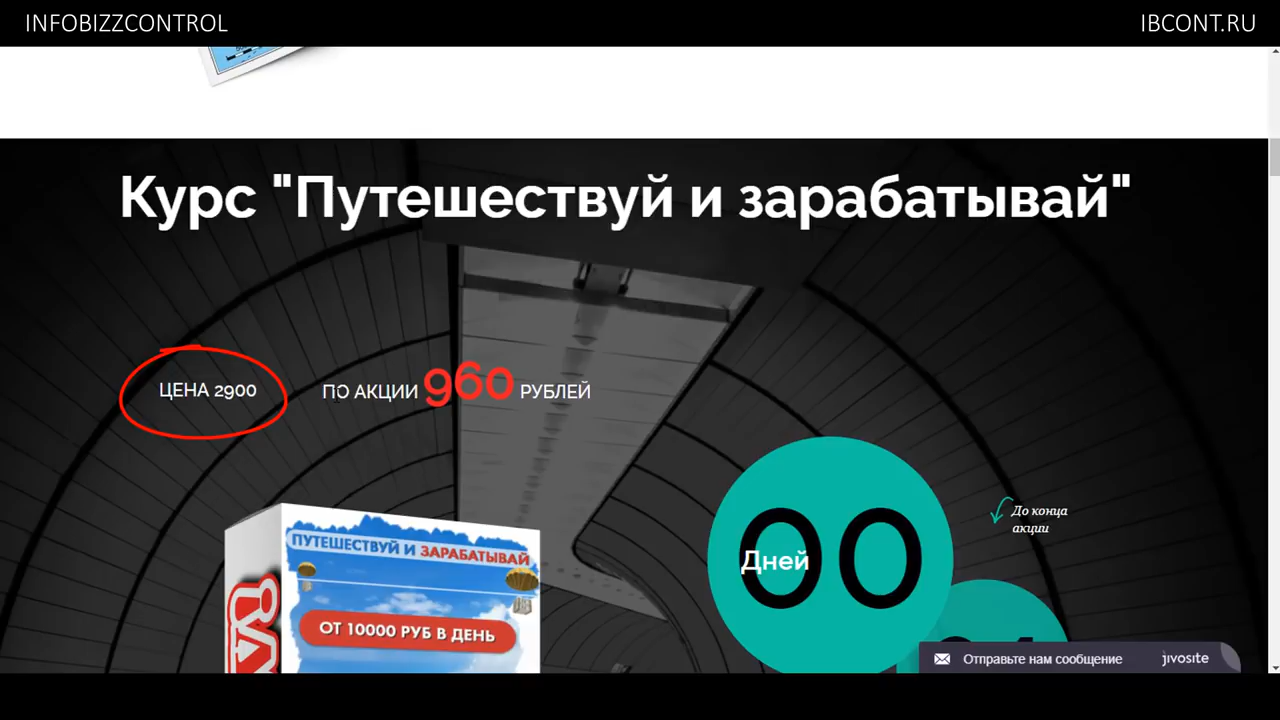 INFOBIZZCONTROL
IBCONT.RU
Курс "Путешествуй и зарабатывай"
ЦЕНА 2900
ПО АКЦИИ 960 РУБЛЕЙ
00
Дней
До конца
акции
ПУТЕШЕСТВУЙ И ЗАРАБАТЫВАЙ
ОТ 10000 РУБ В ДЕНЬ
Отправьте нам сообщение
jivosite